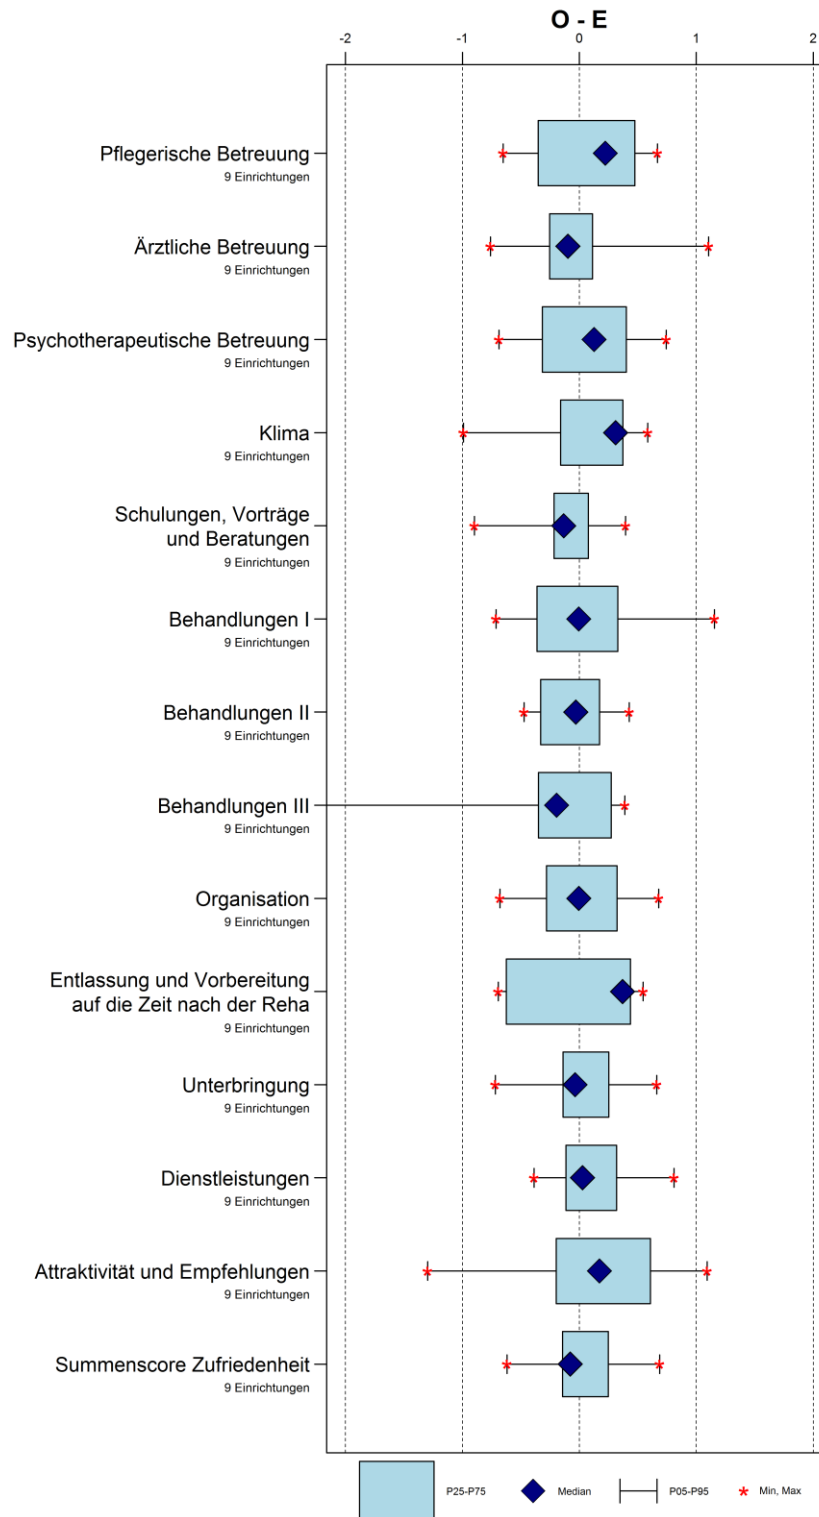 O - E
-2 -1 0 1 2
Pflegerische Betreuung
9 Einrichtungen
Ärztliche Betreuung
9 Einrichtungen
Psychotherapeutische Betreuung
9 Einrichtungen
Klima
9 Einrichtungen
Schulungen, Vorträge
und Beratungen
9 Einrichtungen
Behandlungen I
9 Einrichtungen
Behandlungen II
9 Einrichtungen
Behandlungen III
9 Einrichtungen
Organisation
9 Einrichtungen
Entlassung und Vorbereitung
auf die Zeit nach der Reha
9 Einrichtungen
Unterbringung
9 Einrichtungen
Dienstleistungen
9 Einrichtungen
Attraktivität und Empfehlungen
9 Einrichtungen
Summenscore Zufriedenheit
9 Einrichtungen
P25-P75 Median P05-P95 Min, Max